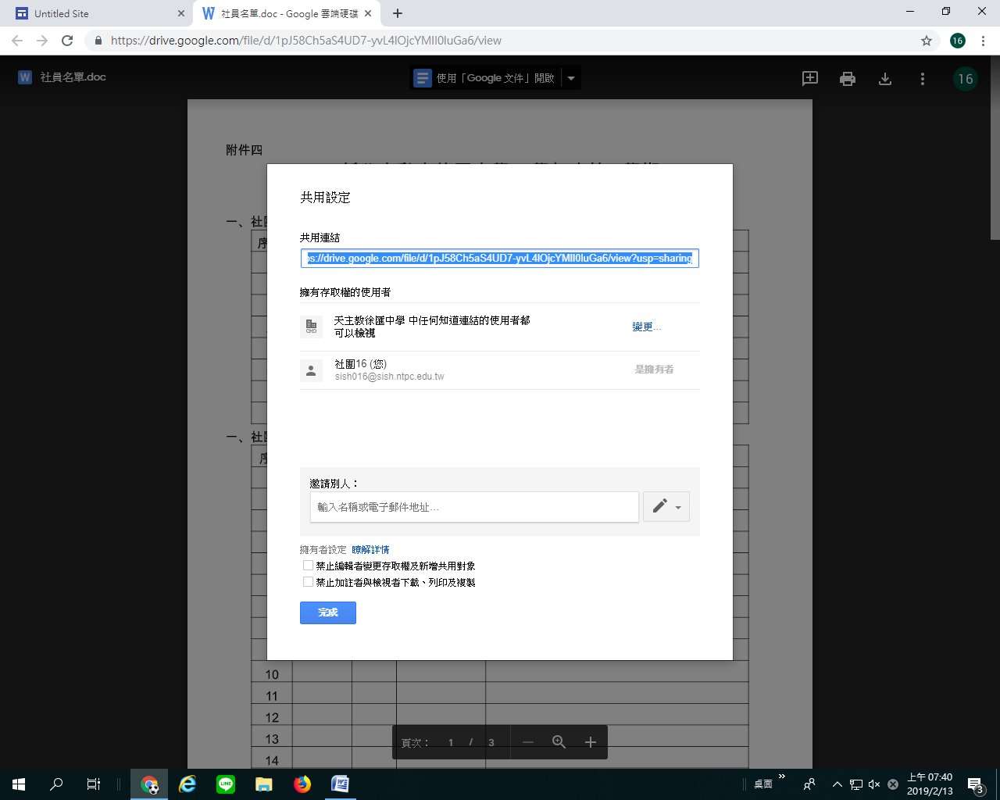 Untitled Site
社員名單.doc - Google 雲端硬碟
https://drive.google.com/file/d/1pJ58Ch5aS4UD7-yvL4lOjcYMIl0luGa6/view
16
社員名單.doc
使用「Google 文件」開啟
16
附件四
共用設定
一、社
共用連結
ps://drive.google.com/file/d/1pJ58Ch5aS4UD7-yvL4lOjcYMIl0luGa6/view?usp=sharing
擁有存取權的使用者
天主教徐匯中學 中任何知道連結的使用者都
可以檢視
變更...
社團16 (您)
sish016@sish.ntpc.edu.tw
是擁有者
一、社
邀請別人：
輸入名稱或電子郵件地址...
擁有者設定 瞭解詳情
禁止編輯者變更存取權及新增共用對象
禁止加註者與檢視者下載、列印及複製
完成
10
11
12
13
14
頁次： 1 / 3
桌面
上午 07:40
2019/2/13
3